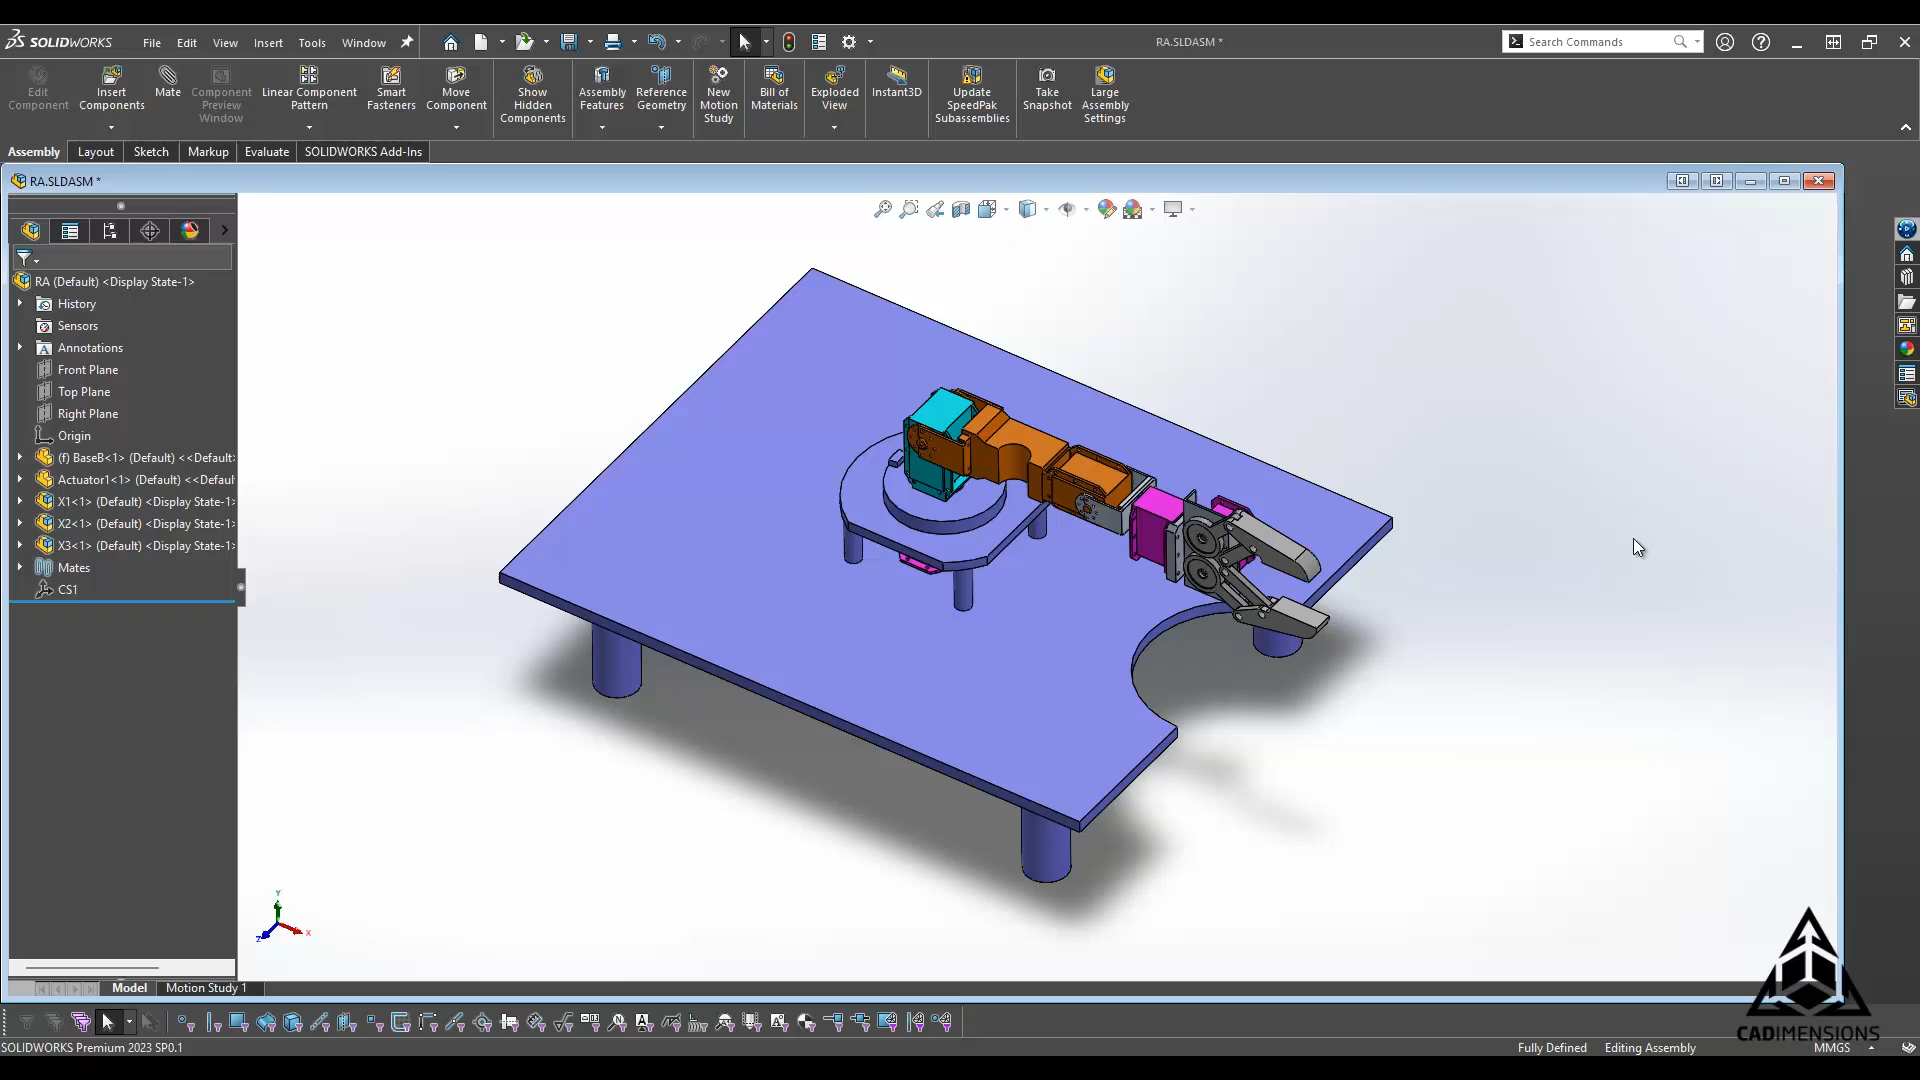 SOLIDWORKS File Edit View Insert Tools Window RA.SLDASM * Search Commands
Edit Component
Insert Components
Mate
Component Preview Window
Linear Component Pattern
Smart Fasteners
Move Component
Show Hidden Components
Assembly Features
Reference Geometry
New Motion Study
Bill of Materials
Exploded View
Instant3D
Update SpeedPak Subassemblies
Take Snapshot
Large Assembly Settings
Assembly Layout Sketch Markup Evaluate SOLIDWORKS Add-Ins
RA.SLDASM *
RA (Default) <Display State-1>
History
Sensors
Annotations
Front Plane
Top Plane
Right Plane
Origin
(f) BaseB<1> (Default) <<Default>
Actuator1<1> (Default) <<Defaul
X1<1> (Default) <Display State-1>
X2<1> (Default) <Display State-1>
X3<1> (Default) <Display State-1>
Mates
CS1
Y
X
Z
Model Motion Study 1
CADIMENSIONS
SOLIDWORKS Premium 2023 SP0.1 Fully Defined Editing Assembly MMGS